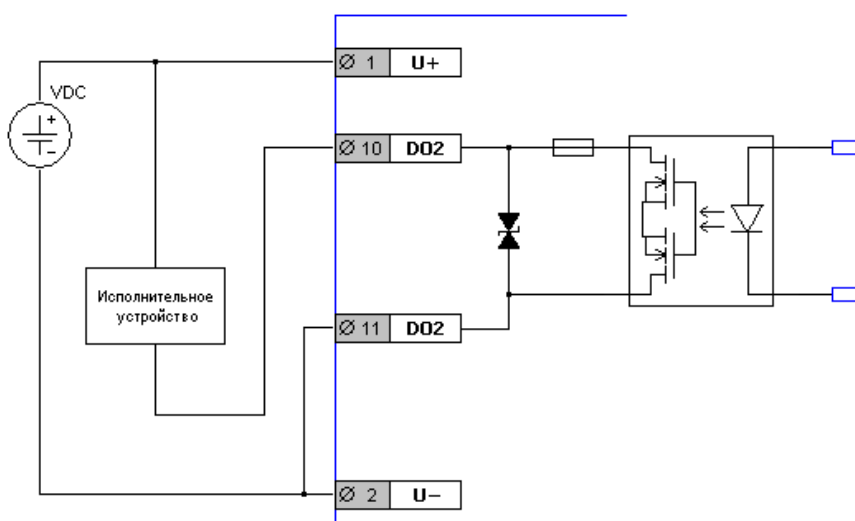 1 U+
VDC
+
-
10 DO2
Исполнительное
устройство
11 DO2
2 U-